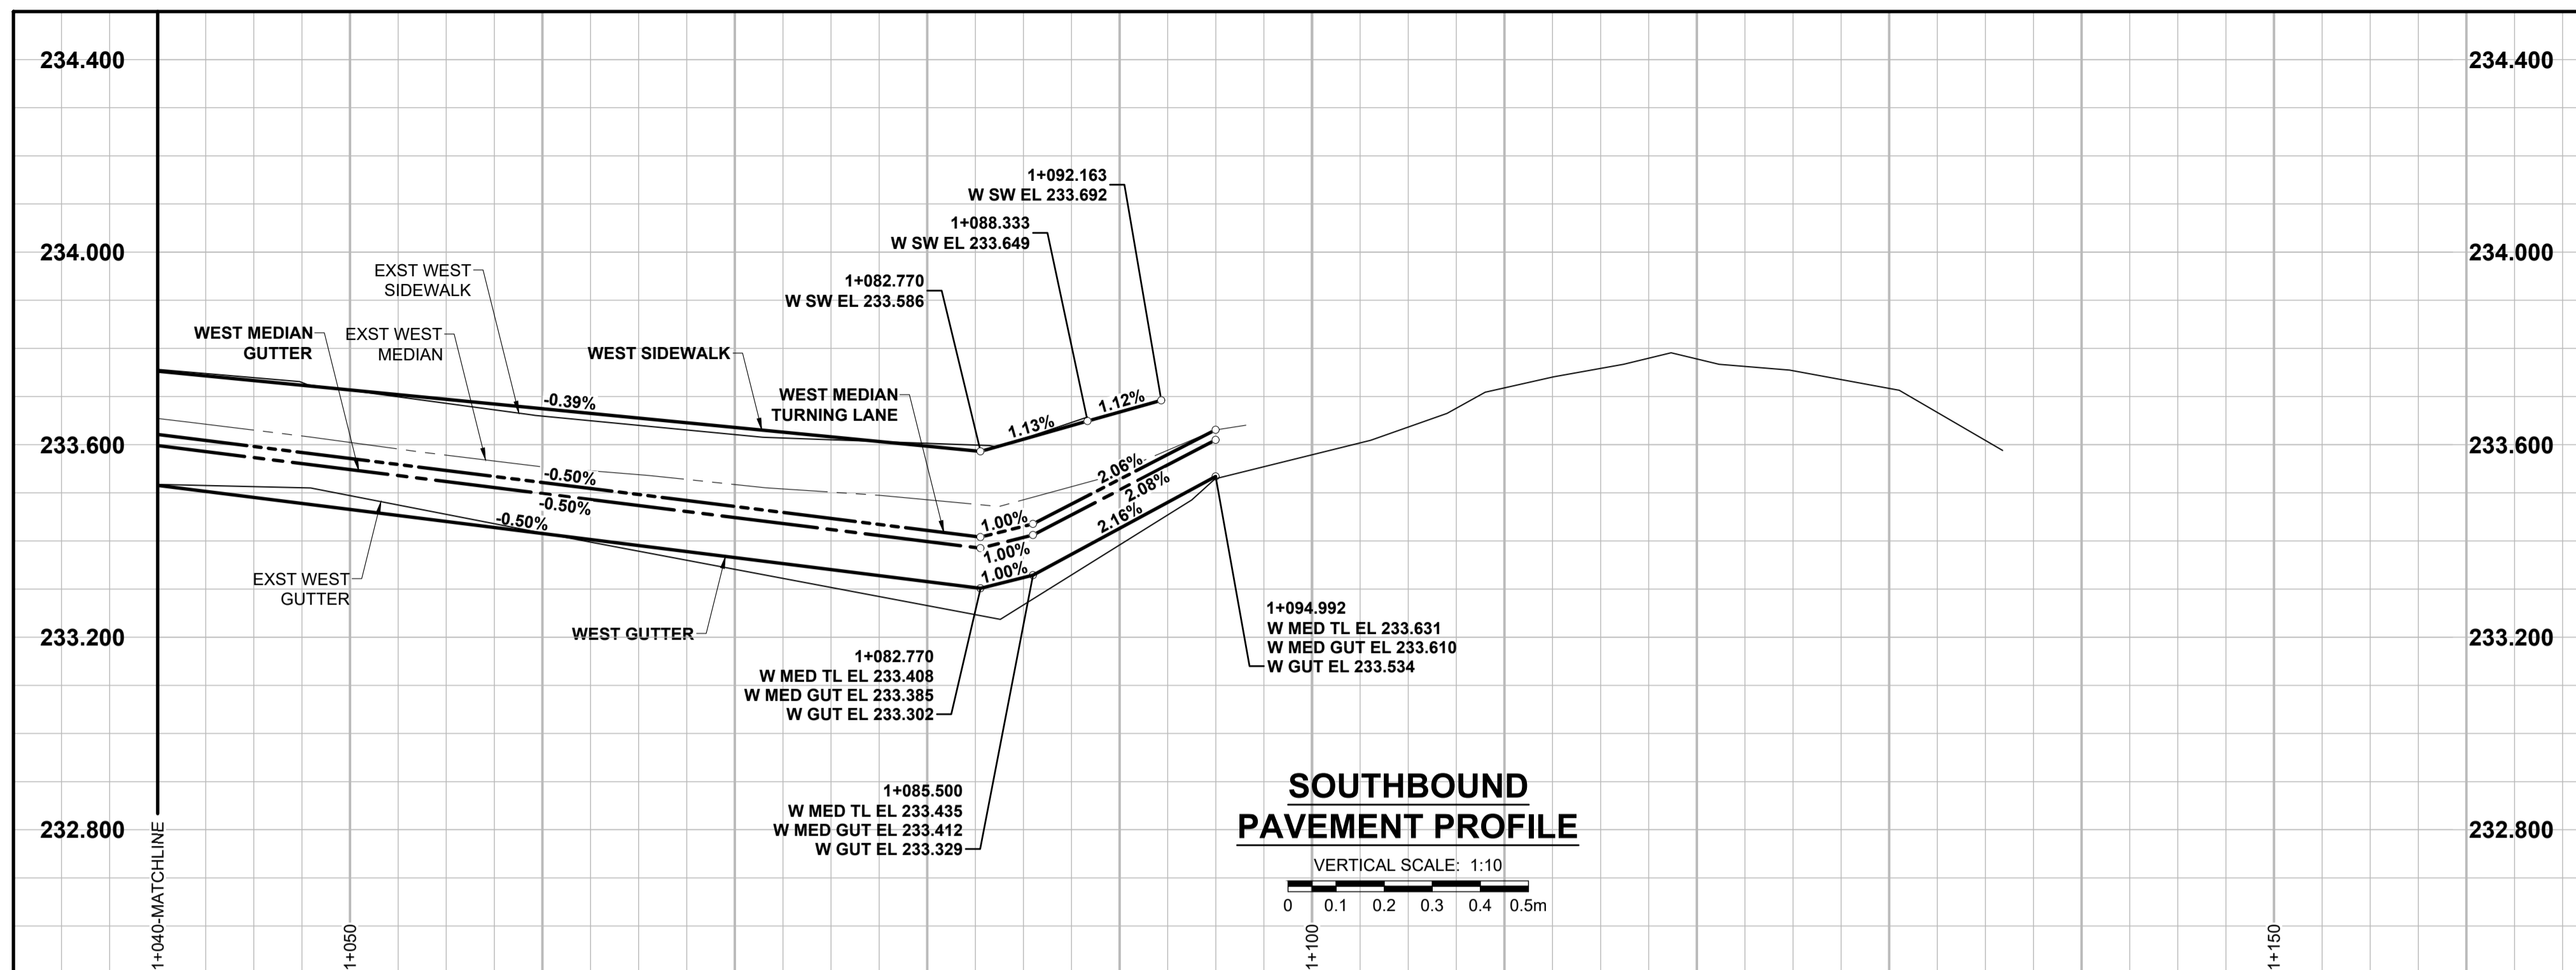 234.400
234.400
1+092.163
W SW EL 233.692
1+088.333
W SW EL 233.649
234.000
234.000
EXST WEST
SIDEWALK
1+082.770
W SW EL 233.586
WEST MEDIAN
GUTTER
EXST WEST
MEDIAN
WEST SIDEWALK
WEST MEDIAN
TURNING LANE
-0.39%
1.13%
1.12%
233.600
233.600
-0.50%
-0.50%
-0.50%
2.06%
2.08%
2.16%
1.00%
1.00%
1.00%
EXST WEST
GUTTER
WEST GUTTER
233.200
233.200
1+094.992
W MED TL EL 233.631
W MED GUT EL 233.610
W GUT EL 233.534
1+082.770
W MED TL EL 233.408
W MED GUT EL 233.385
W GUT EL 233.302
1+085.500
W MED TL EL 233.435
W MED GUT EL 233.412
W GUT EL 233.329
232.800
232.800
SOUTHBOUND
PAVEMENT PROFILE
VERTICAL SCALE: 1:10
0 0.1 0.2 0.3 0.4 0.5m
1+040-MATCHLINE
1+050
1+100
1+150